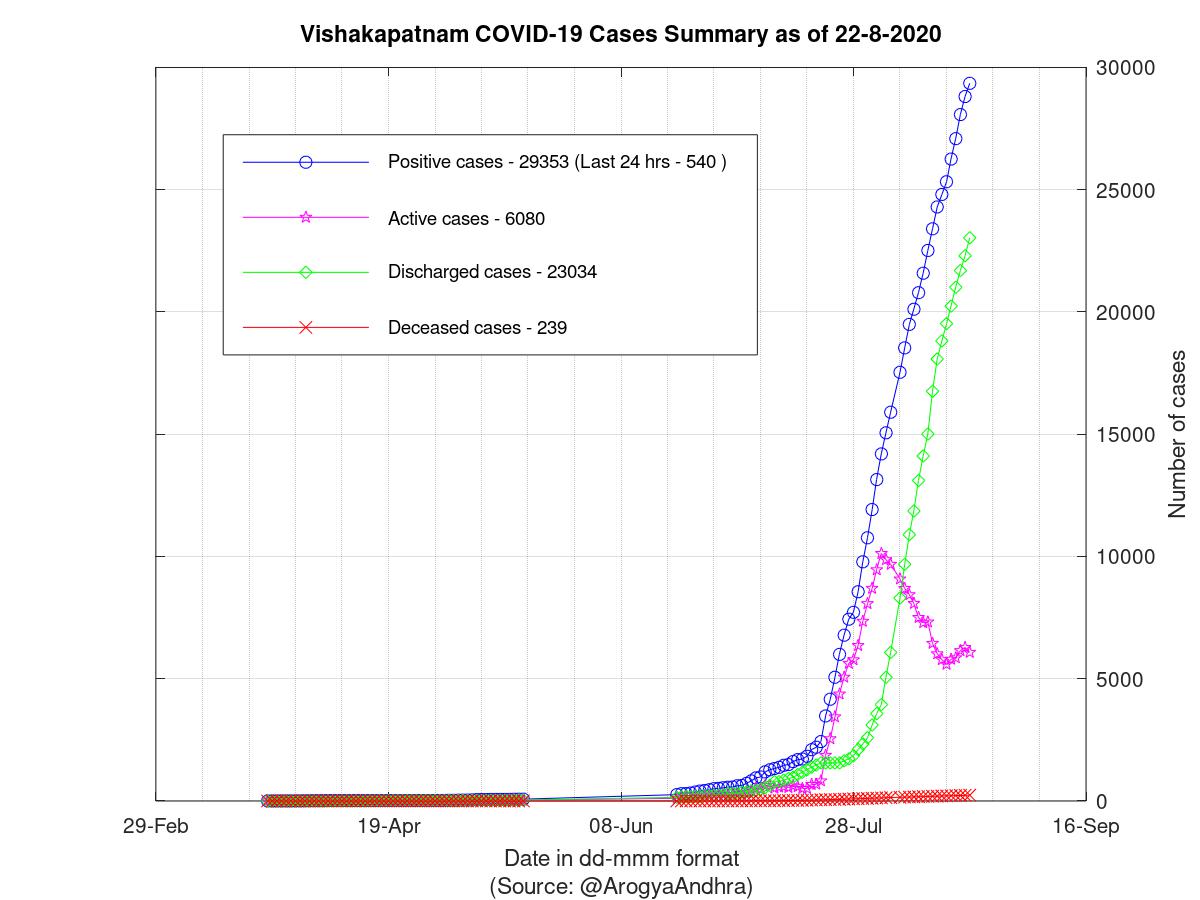 Vishakapatnam COVID-19 Cases Summary as of 22-8-2020
Positive cases - 29353 (Last 24 hrs - 540 )
Active cases - 6080
Discharged cases - 23034
Deceased cases - 239
30000
25000
20000
15000
10000
5000
0
Number of cases
29-Feb
19-Apr
08-Jun
28-Jul
16-Sep
Date in dd-mmm format
(Source: @ArogyaAndhra)